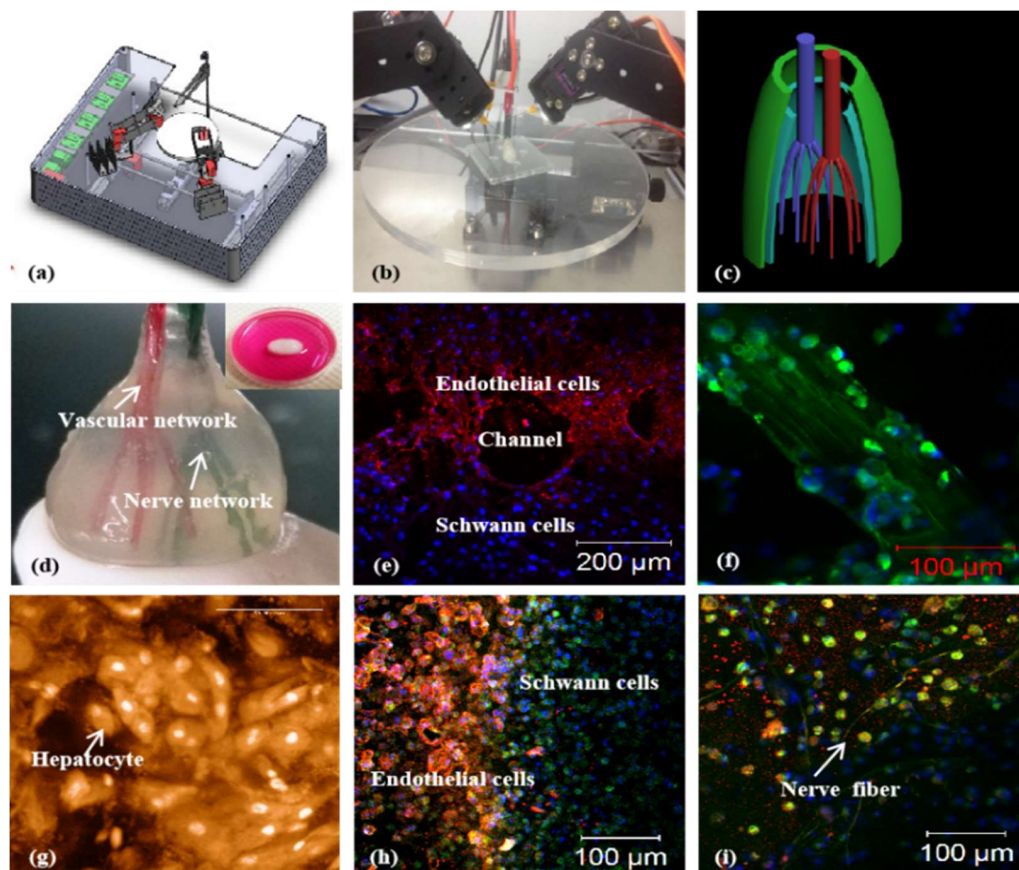 (a)
(b)
(c)
Vascular network
Nerve network
(d)
Endothelial cells
Channel
Schwann cells
200 μm
(e)
100 μm
(f)
Hepatocyte
(g)
Schwann cells
Endothelial cells
100 μm
(h)
Nerve fiber
100 μm
(i)